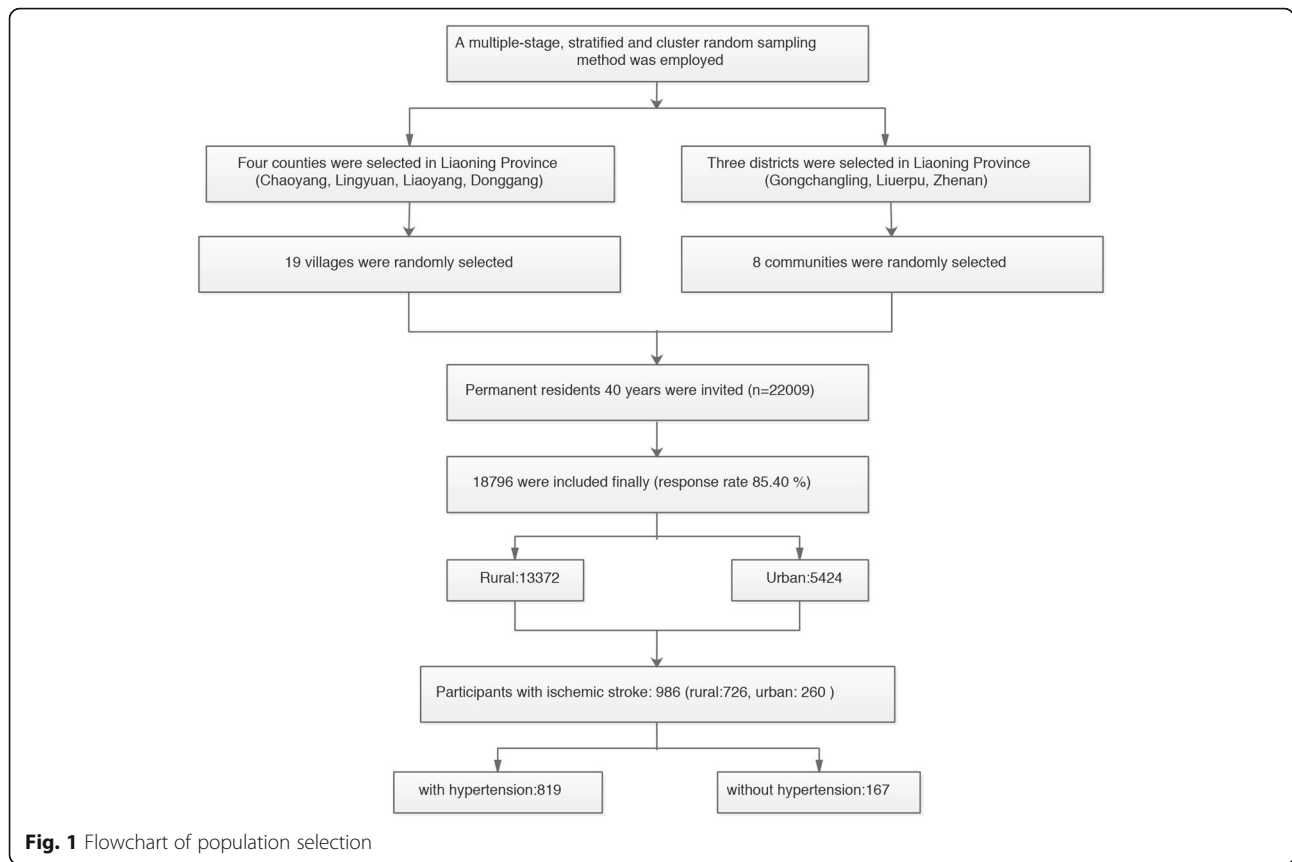 A multiple-stage, stratified and cluster random sampling
method was employed
Four counties were selected in Liaoning Province
(Chaoyang, Lingyuan, Liaoyang, Donggang)
Three districts were selected in Liaoning Province
(Gongchangling, Liuerpu, Zhenan)
19 villages were randomly selected
8 communities were randomly selected
Permanent residents 40 years were invited (n=22009)
18796 were included finally (response rate 85.40 %)
Rural:13372
Urban:5424
Participants with ischemic stroke: 986 (rural:726, urban: 260 )
with hypertension:819
without hypertension:167
Fig. 1 Flowchart of population selection